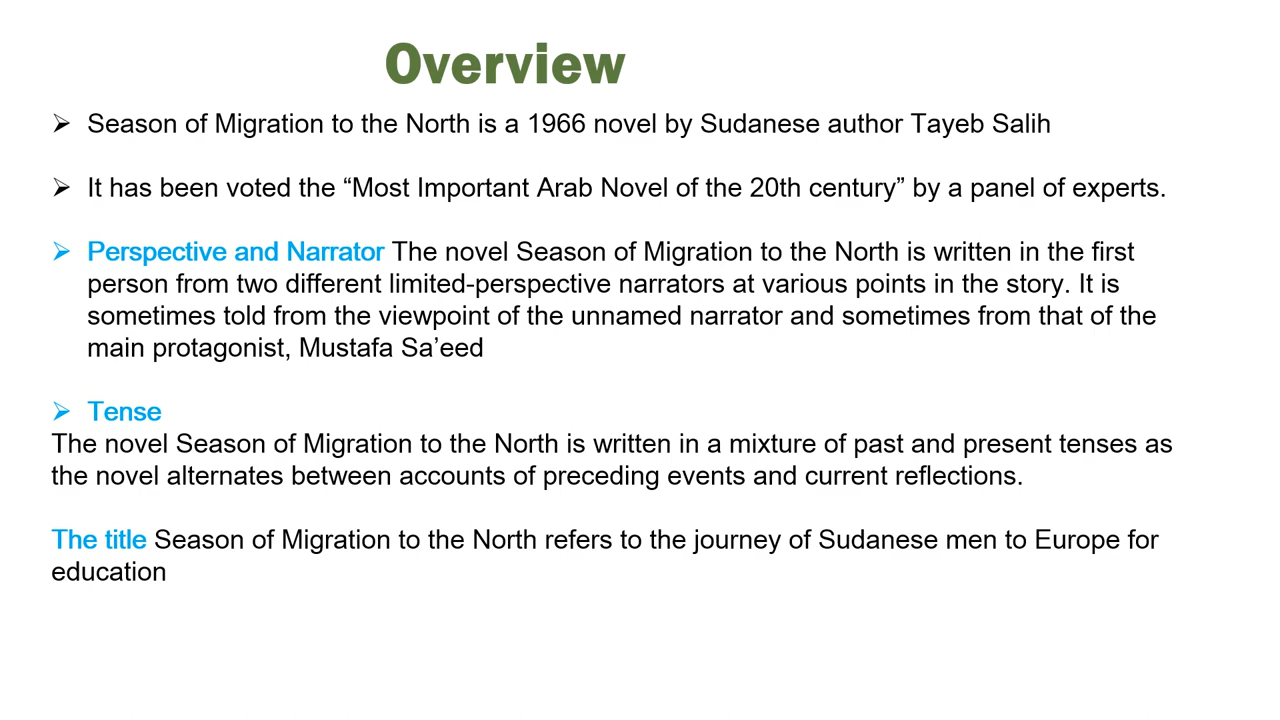 Overview
➢ Season of Migration to the North is a 1966 novel by Sudanese author Tayeb Salih
➢ It has been voted the “Most Important Arab Novel of the 20th century” by a panel of experts.
➢ Perspective and Narrator The novel Season of Migration to the North is written in the first
person from two different limited-perspective narrators at various points in the story. It is
sometimes told from the viewpoint of the unnamed narrator and sometimes from that of the
main protagonist, Mustafa Sa’eed
➢ Tense
The novel Season of Migration to the North is written in a mixture of past and present tenses as
the novel alternates between accounts of preceding events and current reflections.
The title Season of Migration to the North refers to the journey of Sudanese men to Europe for
education